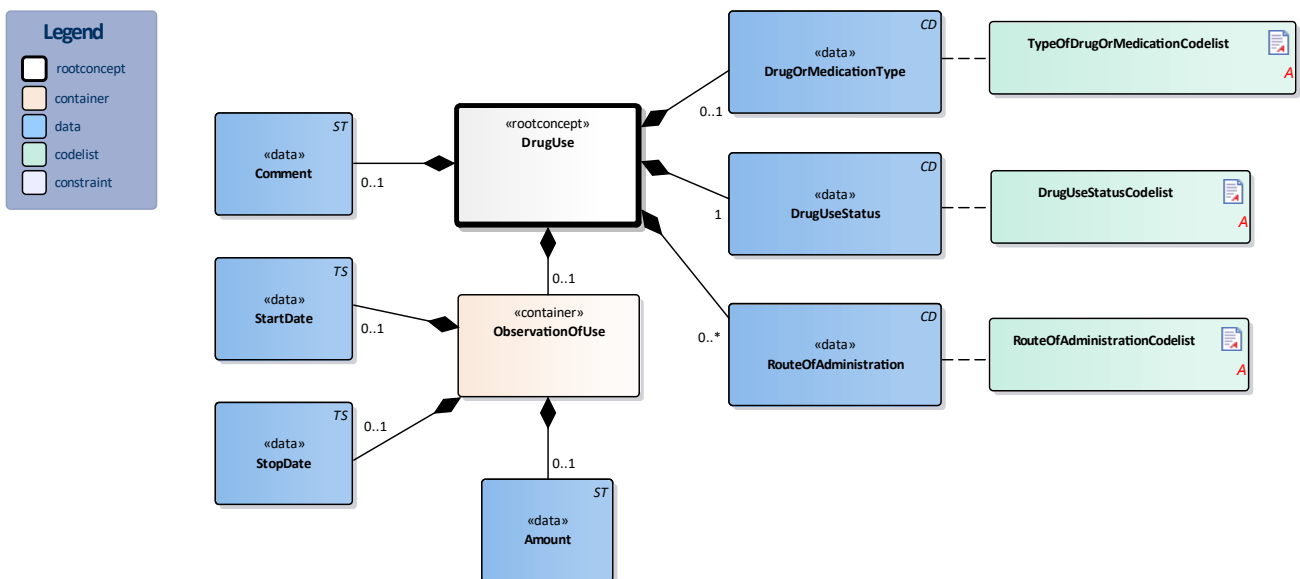 Legend
rootconcept
container
data
codelist
constraint
CD
«data»
DrugOrMedicationType
0..1
TypeOfDrugOrMedicationCodelist
A
«rootconcept»
DrugUse
ST
«data»
Comment
0..1
CD
«data»
DrugUseStatus
1
DrugUseStatusCodelist
A
0..1
TS
«data»
StartDate
0..1
«container»
ObservationOfUse
CD
«data»
RouteOfAdministration
0..*
RouteOfAdministrationCodelist
A
TS
«data»
StopDate
0..1
0..1
ST
«data»
Amount